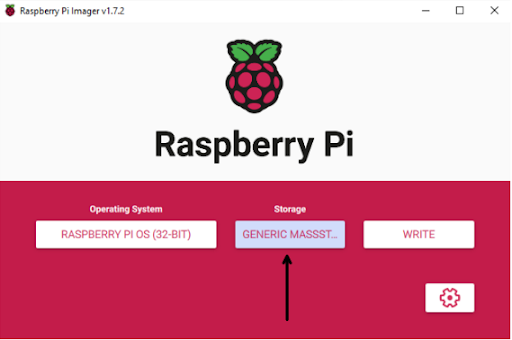 Raspberry Pi Imager v1.7.2
Raspberry Pi
Operating System
Storage
RASPBERRY PI OS (32-BIT)
GENERIC MASSST...
WRITE